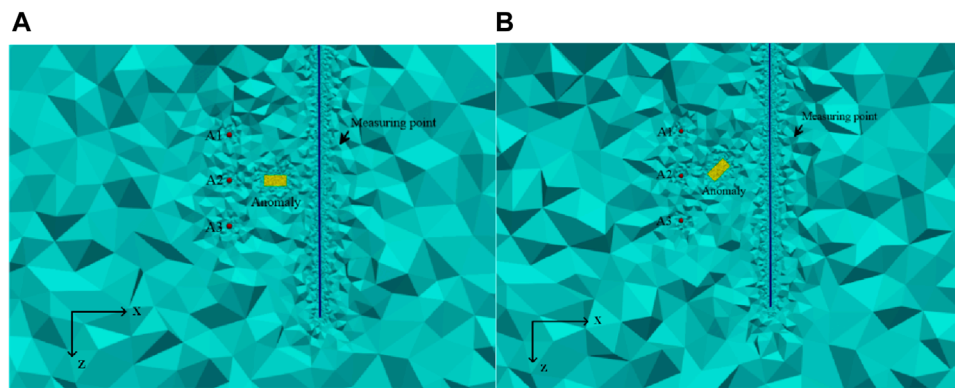 A
A1
Measuring point
A2
Anomaly
A3
X
Z
B
A1
Measuring point
A2
Anomaly
A3
X
Z